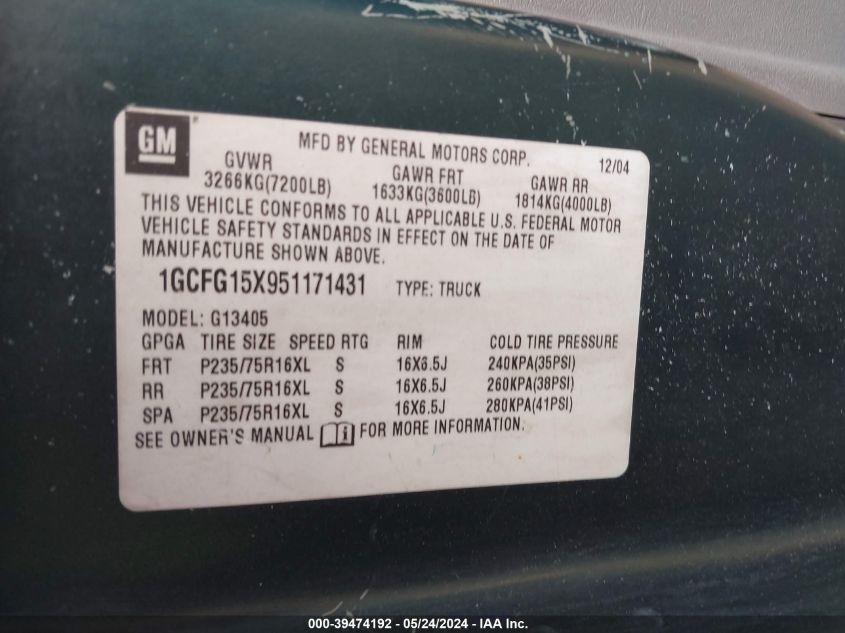 GM
MFD BY GENERAL MOTORS CORP. 12/04
GVWR GAWR FRT GAWR RR
3266KG(7200LB) 1633KG(3600LB) 1814KG(4000LB)
THIS VEHICLE CONFORMS TO ALL APPLICABLE U.S. FEDERAL MOTOR
VEHICLE SAFETY STANDARDS IN EFFECT ON THE DATE OF
MANUFACTURE SHOWN ABOVE.
1GCFG15X951171431 TYPE: TRUCK
MODEL: G13405
GPGA TIRE SIZE SPEED RTG RIM COLD TIRE PRESSURE
FRT P235/75R16XL S 16X6.5J 240KPA(35PSI)
RR P235/75R16XL S 16X6.5J 260KPA(38PSI)
SPA P235/75R16XL S 16X6.5J 280KPA(41PSI)
SEE OWNER'S MANUAL FOR MORE INFORMATION.
000-39474192 - 05/24/2024 - IAA Inc.